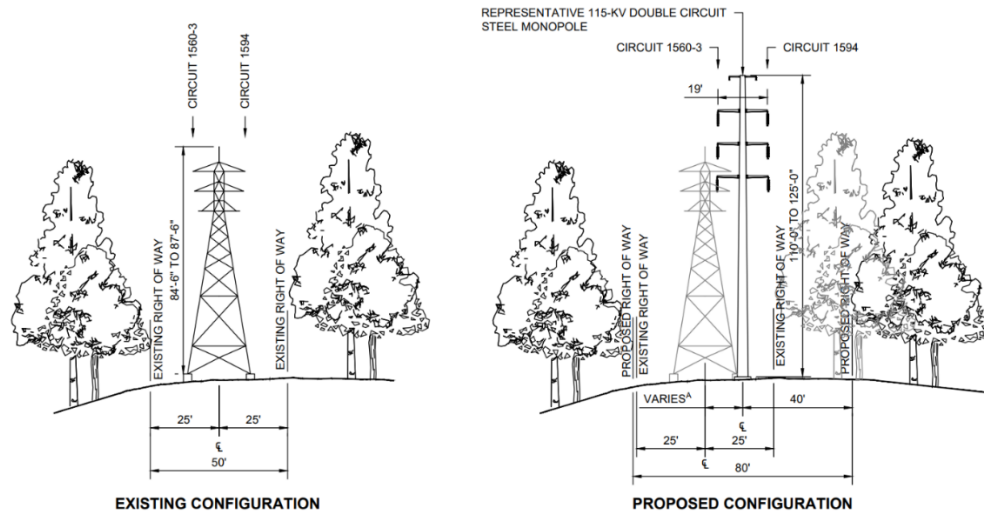 CIRCUIT 1560-3
CIRCUIT 1594
84'-6" TO 87'-6"
EXISTING RIGHT OF WAY
EXISTING RIGHT OF WAY
25'
25'
℄
50'
EXISTING CONFIGURATION
REPRESENTATIVE 115-KV DOUBLE CIRCUIT
STEEL MONOPOLE
CIRCUIT 1560-3
CIRCUIT 1594
19'
PROPOSED RIGHT OF WAY
EXISTING RIGHT OF WAY
EXISTING RIGHT OF WAY
110'-0" TO 125'-0"
PROPOSED RIGHT OF WAY
VARIESᴬ
40'
℄
25'
25'
℄
80'
PROPOSED CONFIGURATION